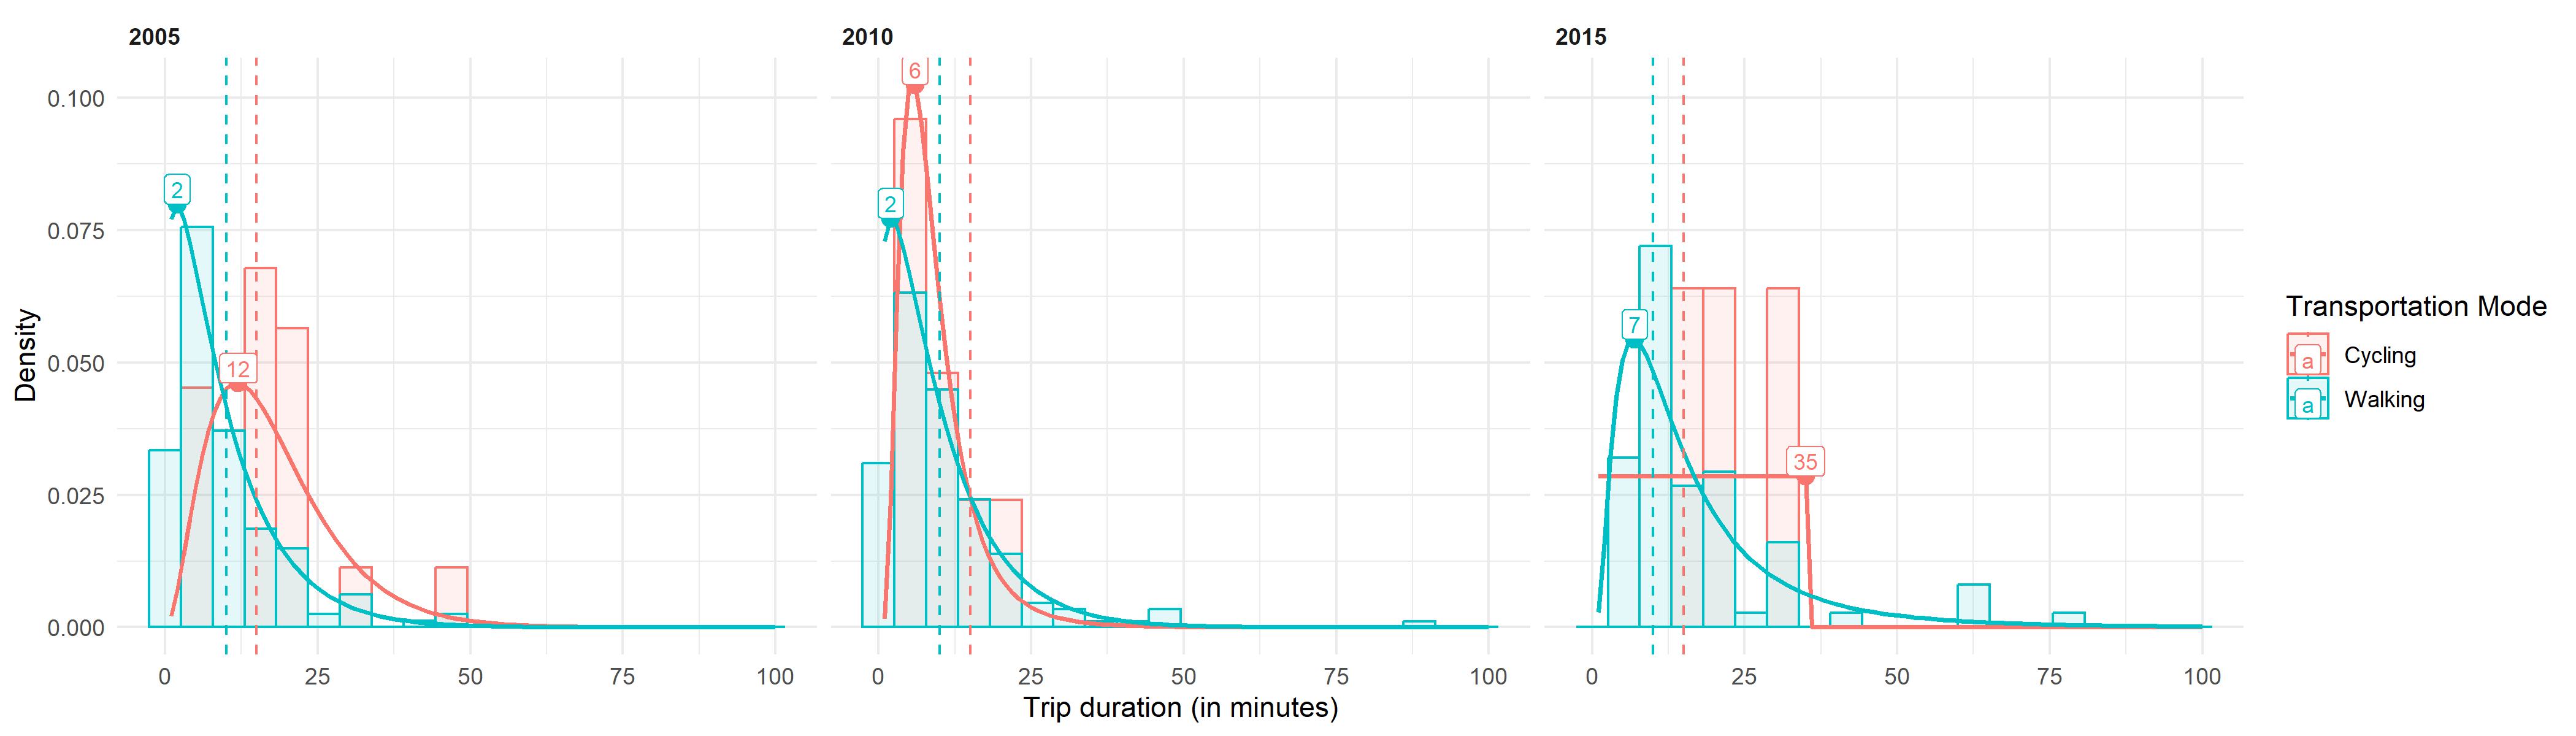 2005
2010
2015
0.100
0.075
0.050
0.025
0.000
Density
2
12
2
6
7
35
0 25 50 75 100
0 25 50 75 100
0 25 50 75 100
Trip duration (in minutes)
Transportation Mode
a Cycling
a Walking